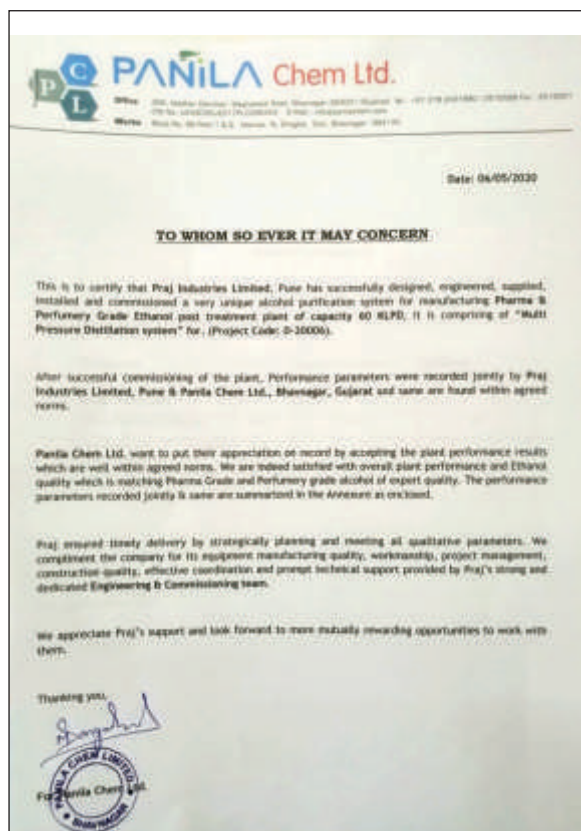 PCL
PANiLA Chem Ltd.
Office
Works
Date: 06/05/2020
TO WHOM SO EVER IT MAY CONCERN
This is to certify that Praj Industries Limited, Pune has successfully designed, engineered, supplied,
installed and commissioned a very unique alcohol purification system for manufacturing Pharma &
Perfumery Grade Ethanol post treatment plant of capacity 60 KLPD. It is comprising of "Multi
Pressure Distillation system" for. (Project Code: D-20006).
After successful commissioning of the plant, Performance parameters were recorded jointly by Praj
Industries Limited, Pune & Panila Chem Ltd., Bhavnagar, Gujarat and same are found within agreed
norms.
Panila Chem Ltd. want to put their appreciation on record by accepting the plant performance results
which are well within agreed norms. We are indeed satisfied with overall plant performance and Ethanol
quality which is matching Pharma Grade and Perfumery grade alcohol of export quality. The performance
parameters recorded jointly & same are summarized in the Annexure as enclosed.
Praj ensured timely delivery by strategically planning and meeting all qualitative parameters. We
compliment the company for its equipment manufacturing quality, workmanship, project management,
construction quality, effective coordination and prompt technical support provided by Praj's strong and
dedicated Engineering & Commissioning team.
We appreciate Praj's support and look forward to more mutually rewarding opportunities to work with
them.
Thanking you,
PANILA CHEM LIMITED
BHAVNAGAR
For Panila Chem Ltd.